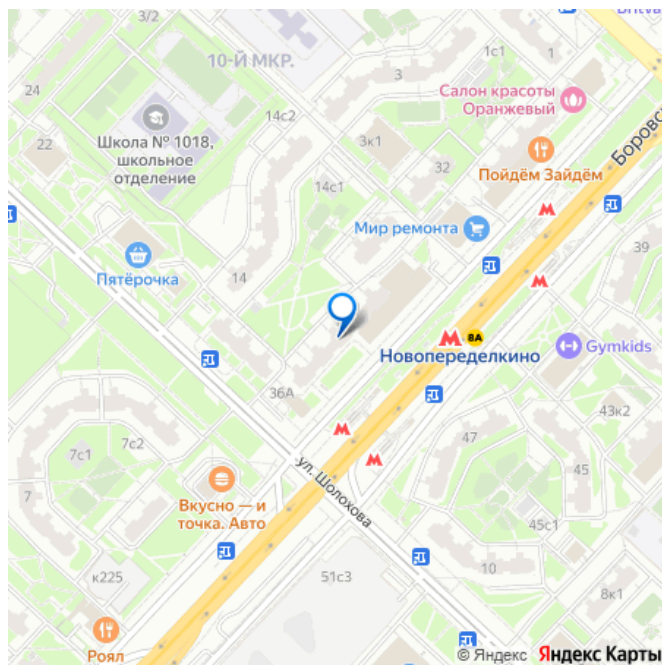 3/2
10-Й МКР.
1с1
1
3
24
Салон красоты
Оранжевый
14с2
Школа № 1018,
школьное
отделение
22
3к1
Боровс
32
Пойдём Зайдём
14с1
Мир ремонта
39
Пятёрочка
14
М
М
М
8А
Новопеределкино
Gymkids
36А
43к2
М
М
47
7с2
7с1
45
ул. Шолохова
7
Вкусно — и
точка. Авто
45с1
10
51с3
к225
8к1
Роял
© Яндекс Яндекс Карты